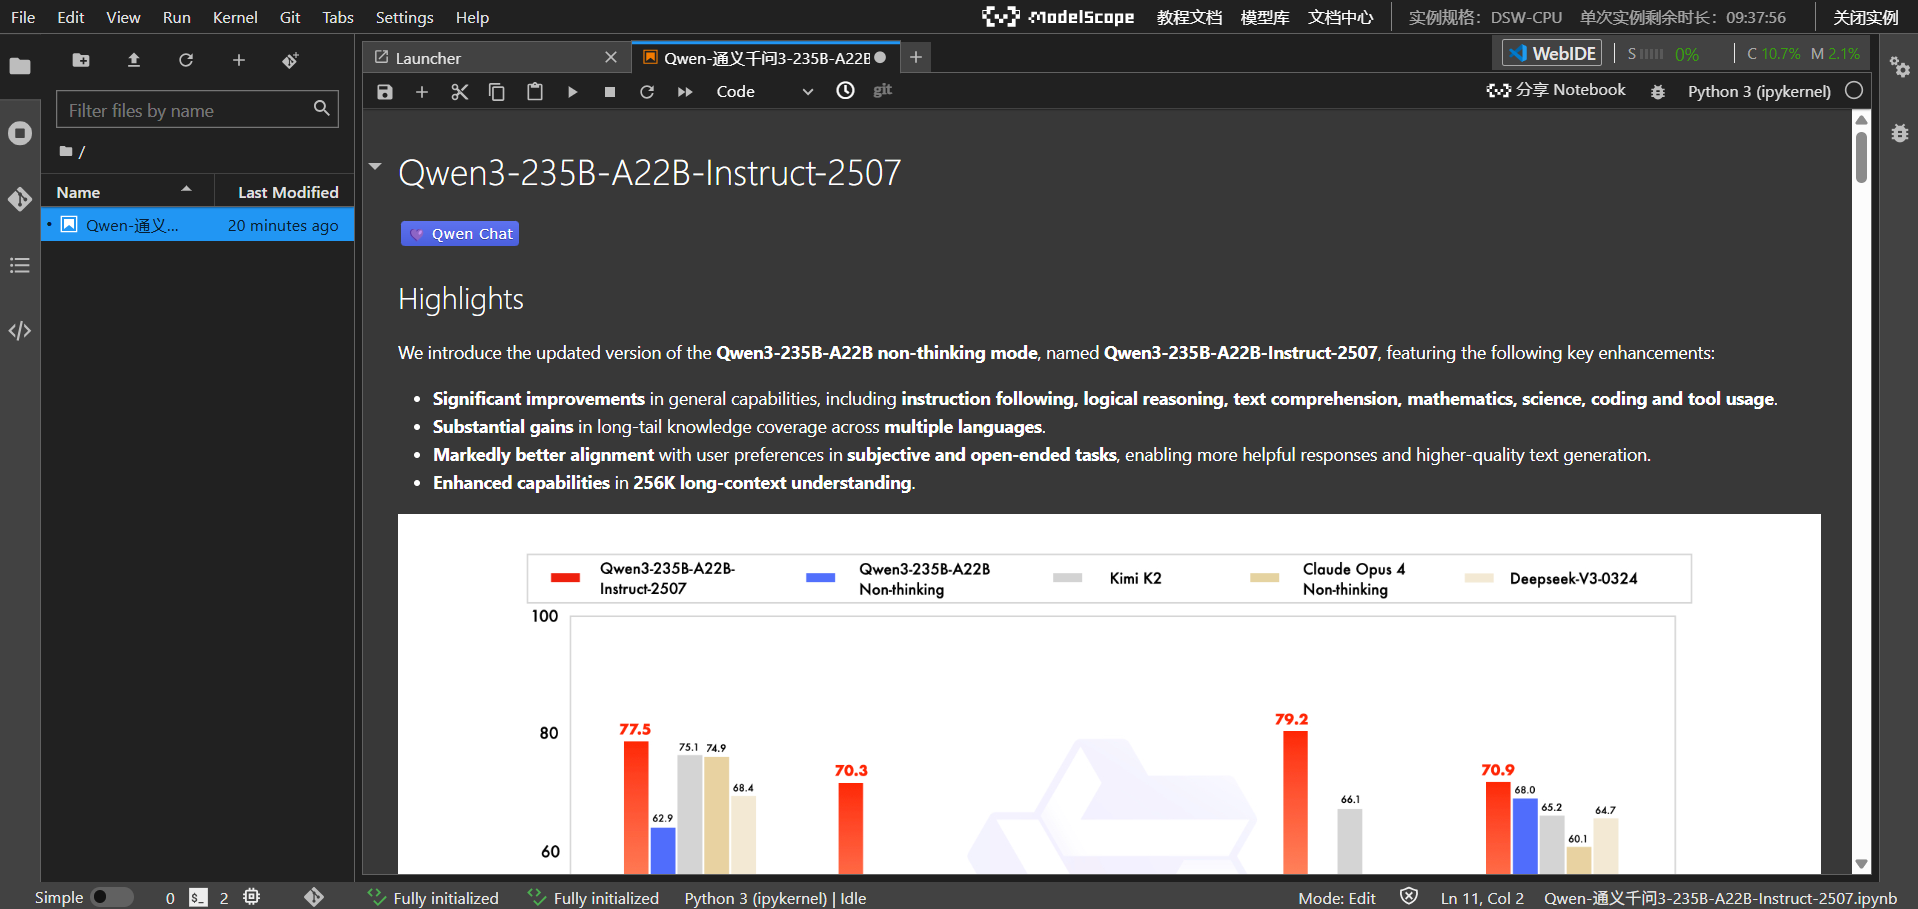 File Edit View Run Kernel Git Tabs Settings Help
ModelScope 教程文档 模型库 文档中心 实例规格：DSW-CPU 单次实例剩余时长：09:37:56 关闭实例
Launcher
Qwen-通义千问3-235B-A22B
WebIDE S 0% C 10.7% M 2.1%
Filter files by name
Code
git
分享 Notebook
Python 3 (ipykernel)
/
Name Last Modified
Qwen-通义... 20 minutes ago
Qwen3-235B-A22B-Instruct-2507
Qwen Chat
Highlights
We introduce the updated version of the Qwen3-235B-A22B non-thinking mode, named Qwen3-235B-A22B-Instruct-2507, featuring the following key enhancements:
• Significant improvements in general capabilities, including instruction following, logical reasoning, text comprehension, mathematics, science, coding and tool usage.
• Substantial gains in long-tail knowledge coverage across multiple languages.
• Markedly better alignment with user preferences in subjective and open-ended tasks, enabling more helpful responses and higher-quality text generation.
• Enhanced capabilities in 256K long-context understanding.
Qwen3-235B-A22B-
Instruct-2507
Qwen3-235B-A22B
Non-thinking
Kimi K2
Claude Opus 4
Non-thinking
Deepseek-V3-0324
100
80
60
77.5
62.9
75.1
74.9
68.4
70.3
79.2
66.1
70.9
68.0
65.2
60.1
64.7
Simple 0 $_ 2 Fully initialized Fully initialized Python 3 (ipykernel) | Idle Mode: Edit Ln 11, Col 2 Qwen-通义千问3-235B-A22B-Instruct-2507.ipynb